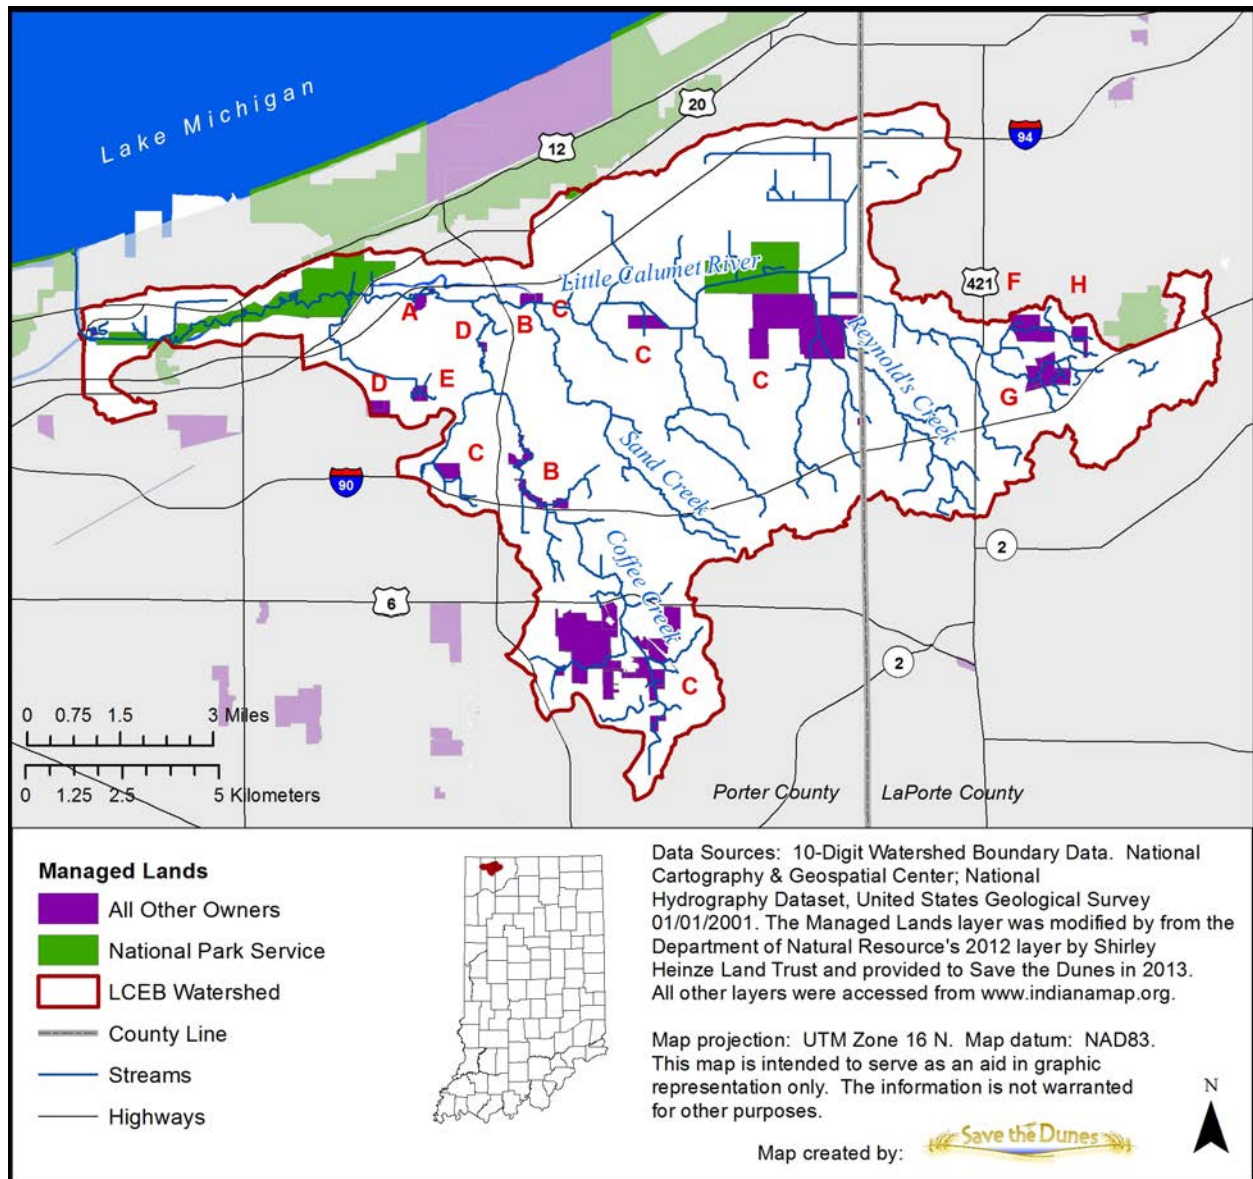 Lake Michigan
20
12
94
Little Calumet River
421
F
H
A
B
C
D
C
C
Reynold's Creek
D
E
G
C
B
Sand Creek
90
Coffee Creek
2
6
2
C
0 0.75 1.5 3 Miles
0 1.25 2.5 5 Kilometers
Porter County
LaPorte County
Managed Lands
All Other Owners
National Park Service
LCEB Watershed
County Line
Streams
Highways
Data Sources: 10-Digit Watershed Boundary Data. National
Cartography & Geospatial Center; National
Hydrography Dataset, United States Geological Survey
01/01/2001. The Managed Lands layer was modified by from the
Department of Natural Resource's 2012 layer by Shirley
Heinze Land Trust and provided to Save the Dunes in 2013.
All other layers were accessed from www.indianamap.org.
Map projection: UTM Zone 16 N. Map datum: NAD83.
This map is intended to serve as an aid in graphic
representation only. The information is not warranted
for other purposes.
N
Map created by:
Save the Dunes